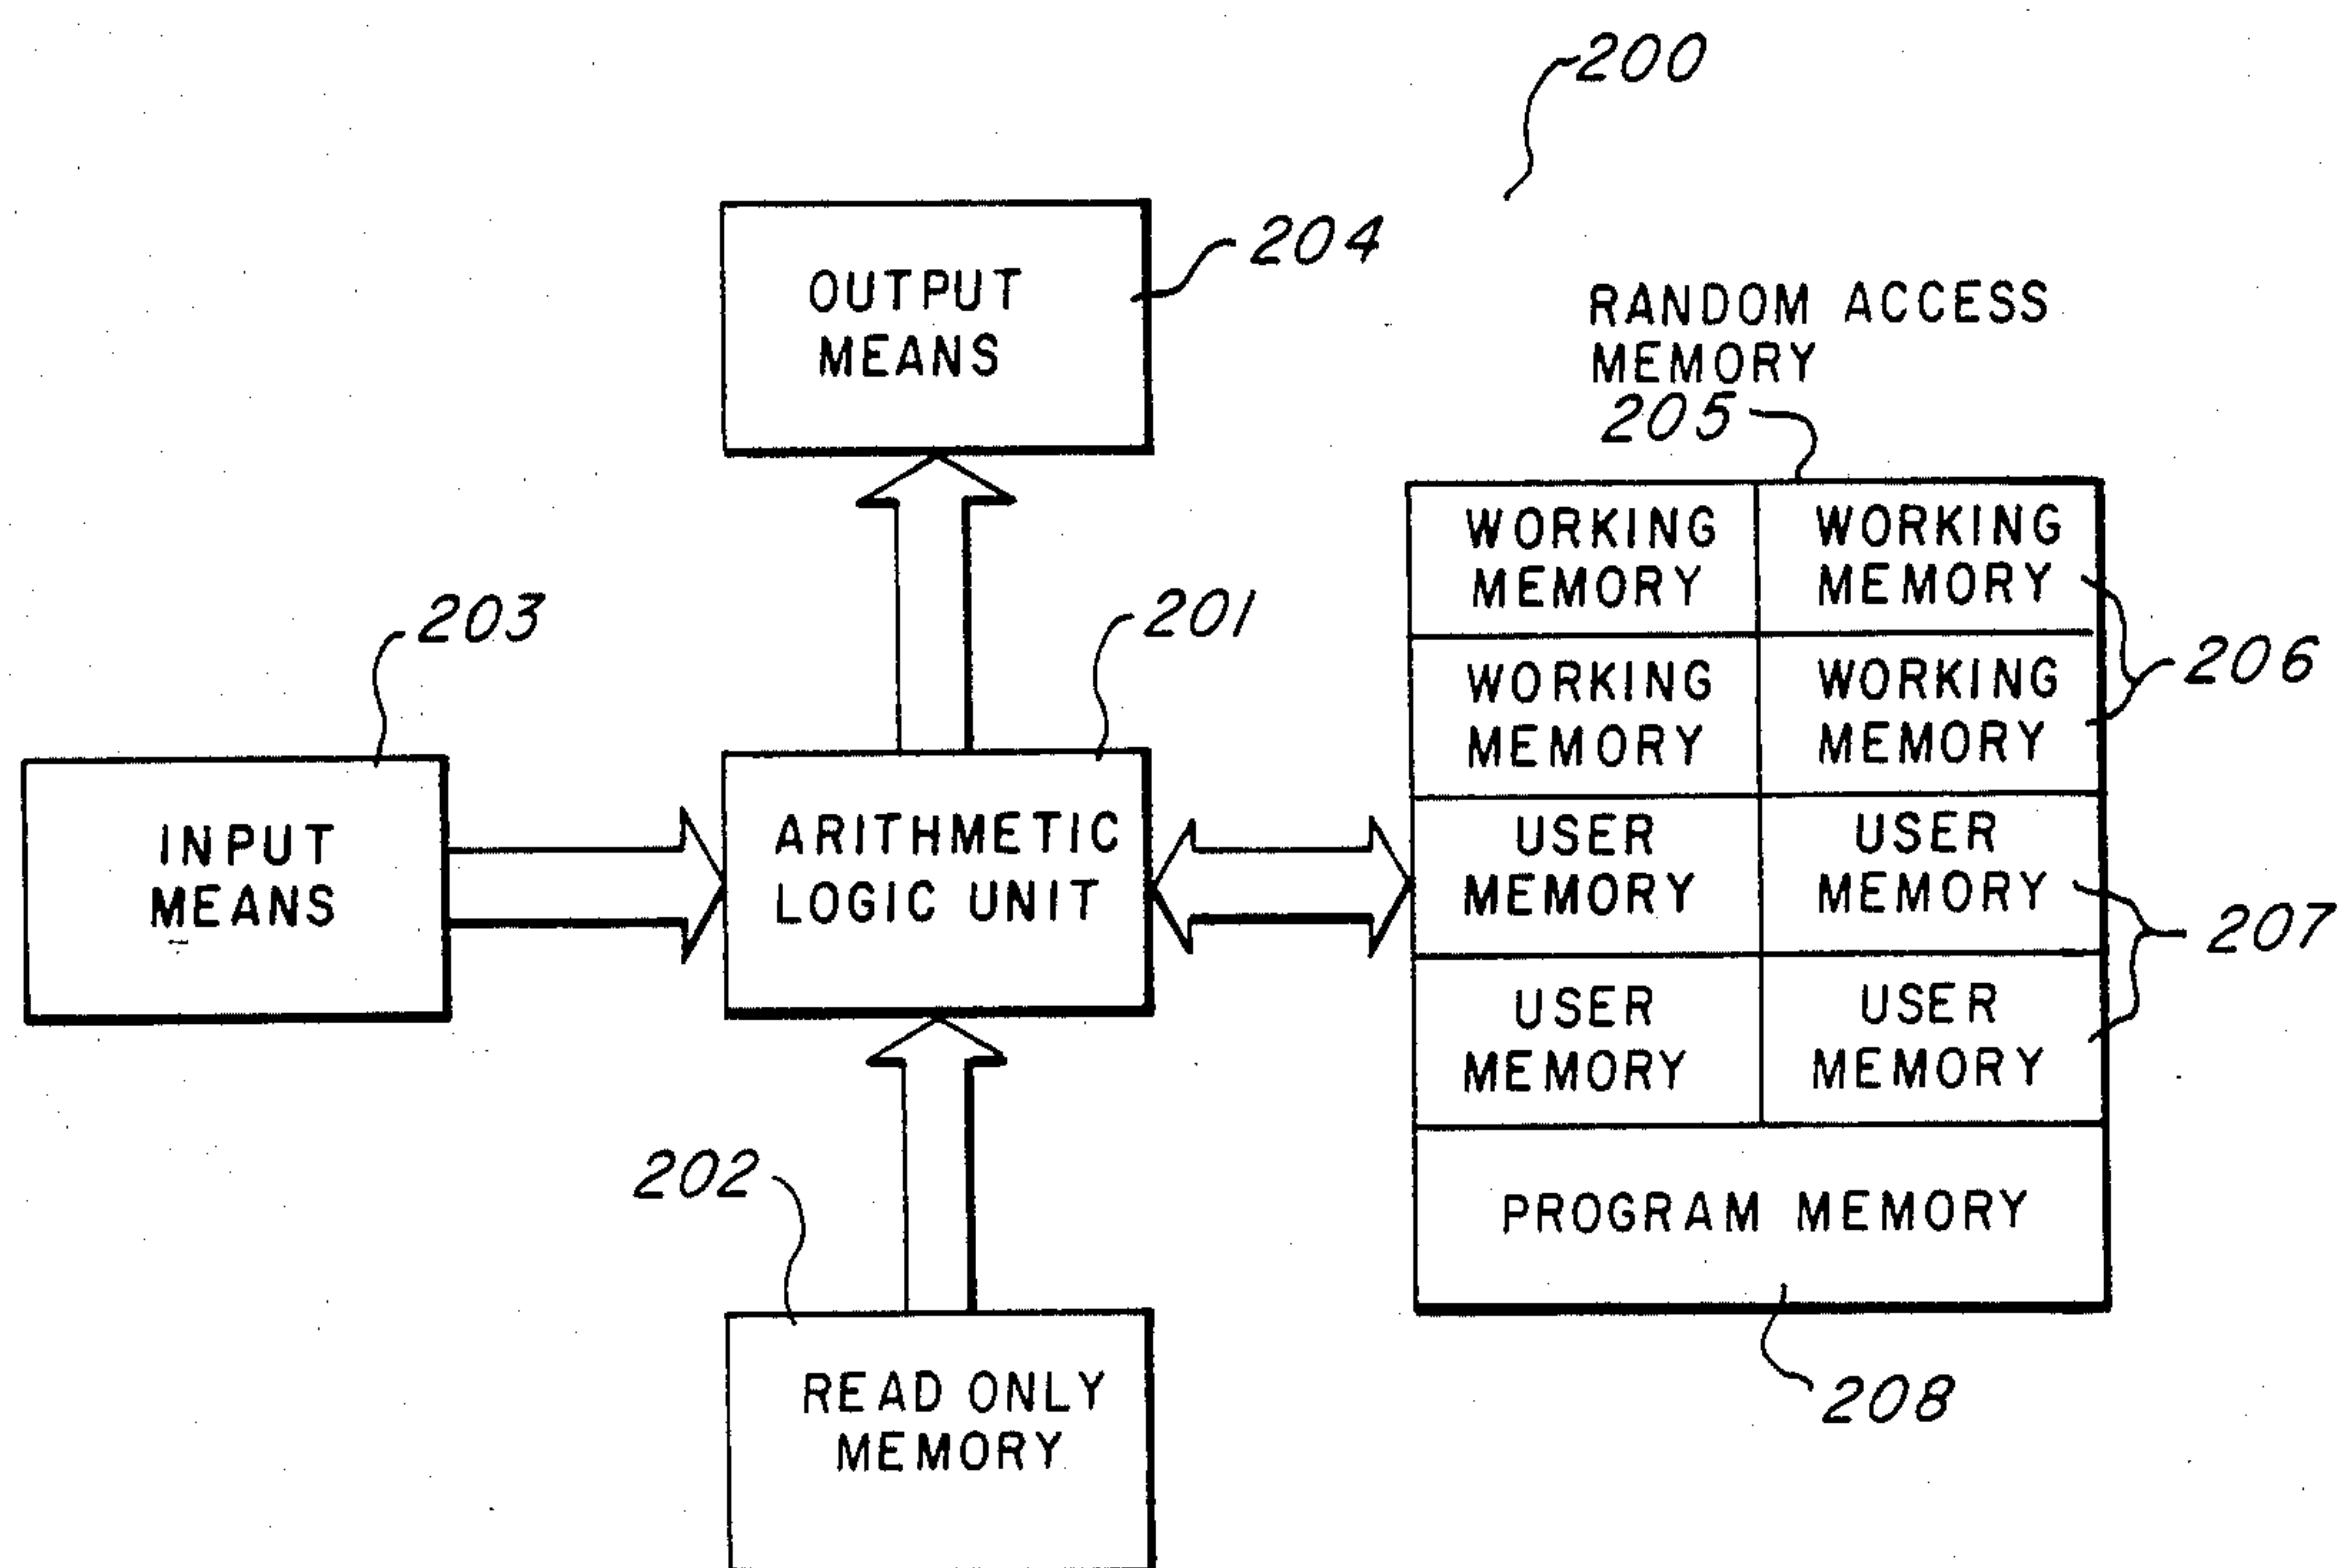 200
204
OUTPUT
MEANS
RANDOM ACCESS
MEMORY
205
WORKING
MEMORY
WORKING
MEMORY
206
WORKING
MEMORY
WORKING
MEMORY
203
201
INPUT
MEANS
ARITHMETIC
LOGIC UNIT
USER
MEMORY
USER
MEMORY
207
USER
MEMORY
USER
MEMORY
202
PROGRAM MEMORY
208
READ ONLY
MEMORY